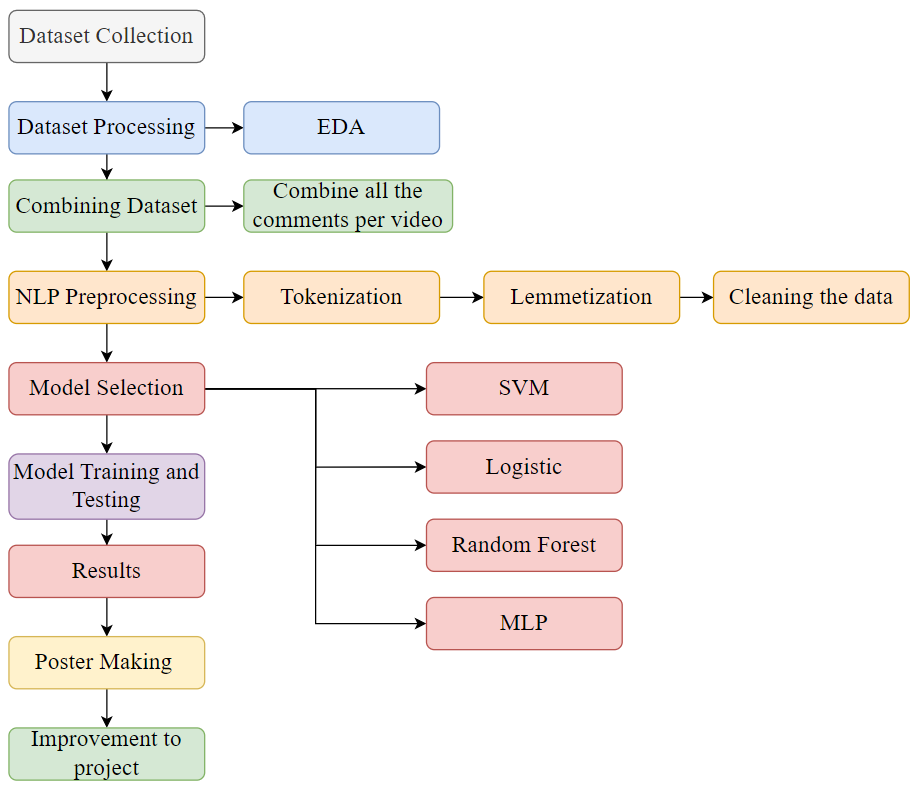 Dataset Collection
Dataset Processing
EDA
Combining Dataset
Combine all the
comments per video
NLP Preprocessing
Tokenization
Lemmetization
Cleaning the data
Model Selection
SVM
Logistic
Model Training and
Testing
Random Forest
Results
MLP
Poster Making
Improvement to
project